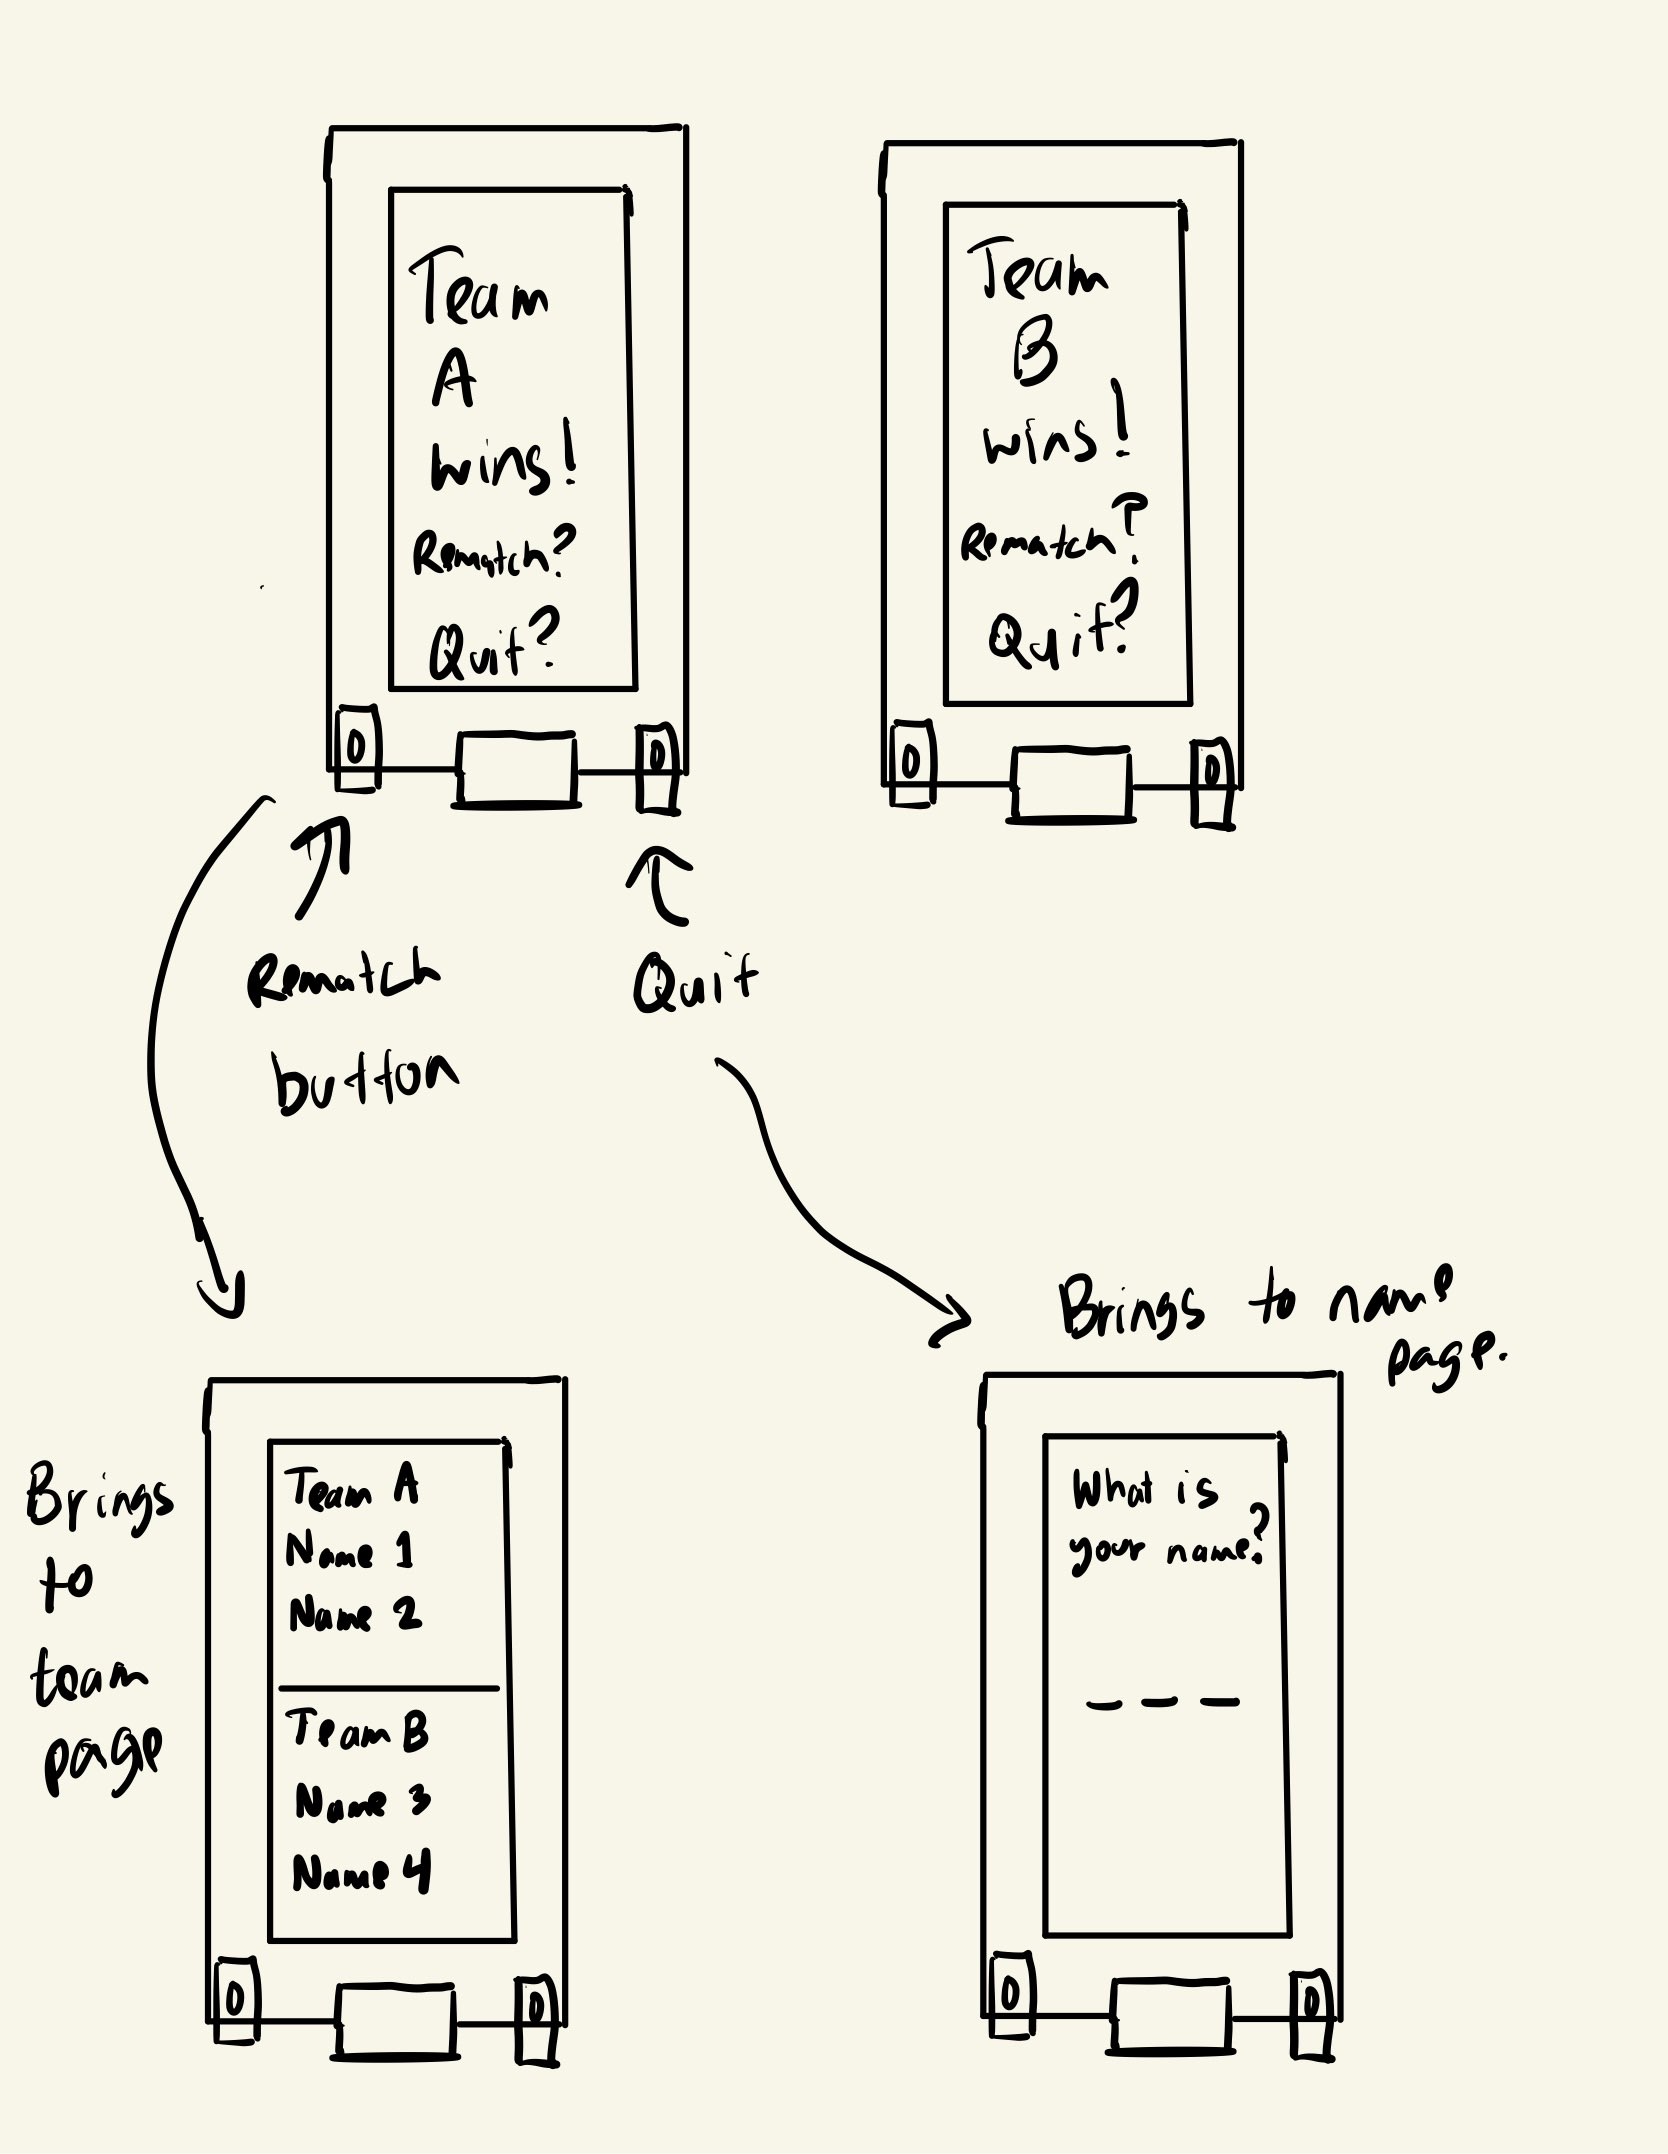 Team
A
wins!
Rematch?
Quit?
Team
B
wins!
Rematch?
Quit?
Rematch
button
Quit
Brings to name
page.
Brings
to
team
page
Team A
Name 1
Name 2
Team B
Name 3
Name 4
What is
your name?
_ _ _